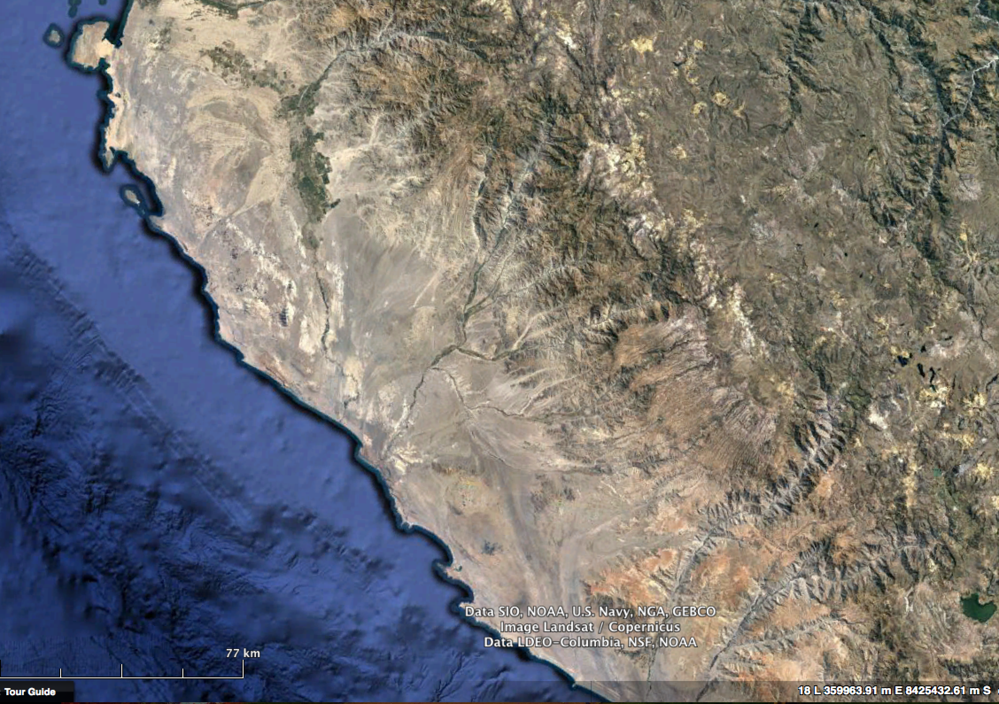 Data SIO, NOAA, U.S. Navy, NGA, GEBCO
Image Landsat / Copernicus
Data LDEO-Columbia, NSF, NOAA
77 km
Tour Guide
18 L 359963.91 m E 8425432.61 m S